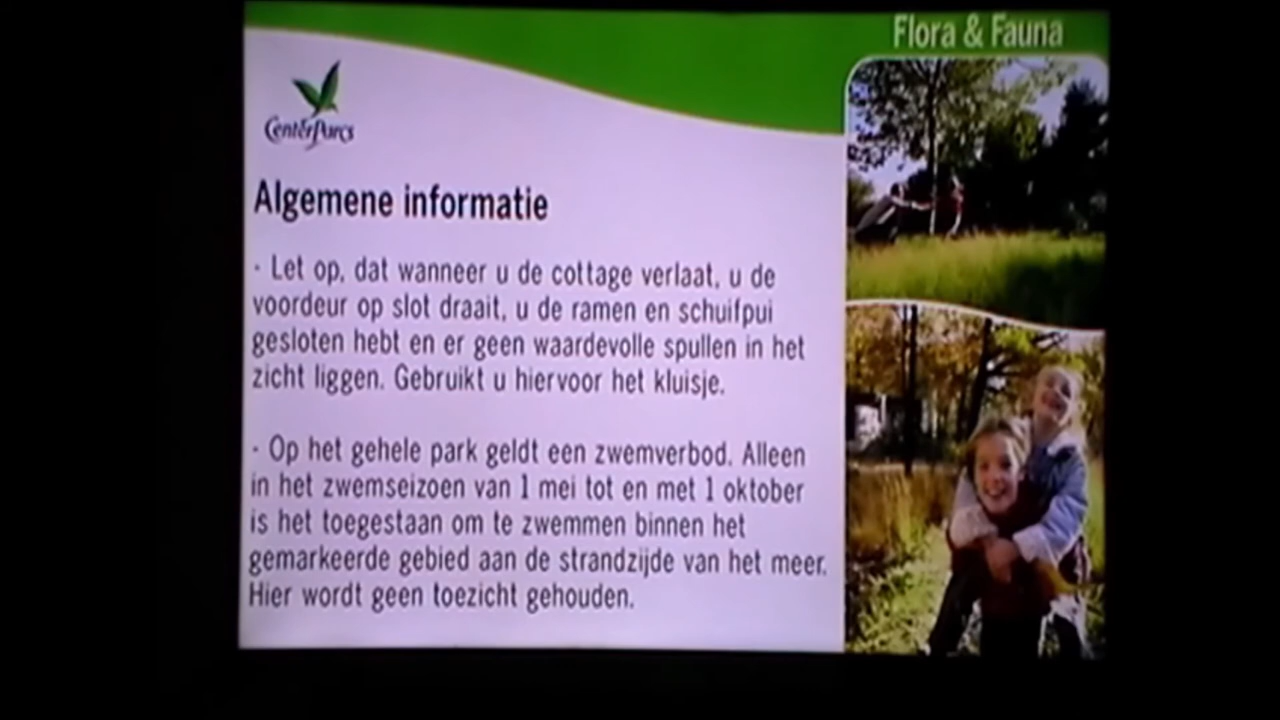 Flora & Fauna
CenterParcs
Algemene informatie
- Let op, dat wanneer u de cottage verlaat, u de
voordeur op slot draait, u de ramen en schuifpui
gesloten hebt en er geen waardevolle spullen in het
zicht liggen. Gebruikt u hiervoor het kluisje.
- Op het gehele park geldt een zwemverbod. Alleen
in het zwemseizoen van 1 mei tot en met 1 oktober
is het toegestaan om te zwemmen binnen het
gemarkeerde gebied aan de strandzijde van het meer.
Hier wordt geen toezicht gehouden.